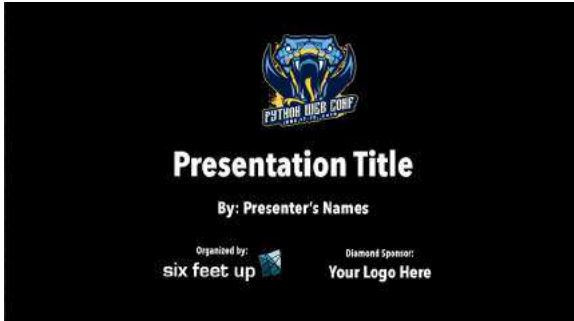 PYTHON WEB CONF
Presentation Title
By: Presenter's Names
Organized by:
six feet up
Diamond Sponsor:
Your Logo Here